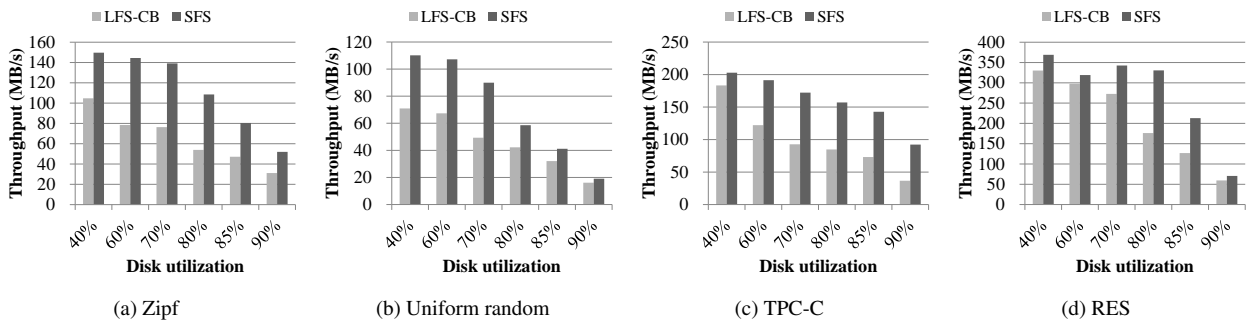 LFS-CB SFS
Throughput (MB/s)
160
140
120
100
80
60
40
20
0
40% 60% 70% 80% 85% 90%
Disk utilization
(a) Zipf
LFS-CB SFS
Throughput (MB/s)
120
100
80
60
40
20
0
40% 60% 70% 80% 85% 90%
Disk utilization
(b) Uniform random
LFS-CB SFS
Throughput (MB/s)
250
200
150
100
50
0
40% 60% 70% 80% 85% 90%
Disk utilization
(c) TPC-C
LFS-CB SFS
Throughput (MB/s)
400
350
300
250
200
150
100
50
0
40% 60% 70% 80% 85% 90%
Disk utilization
(d) RES